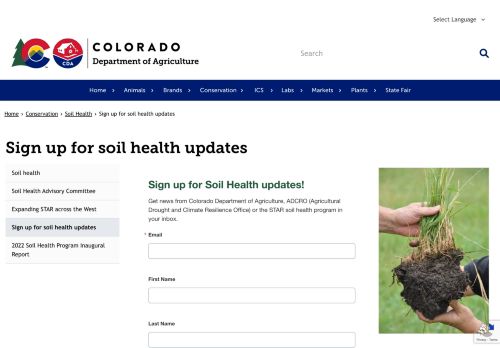 Select Language
COLORADO
Department of Agriculture
CDA
Search
Home
Animals
Brands
Conservation
ICS
Labs
Markets
Plants
State Fair
Home › Conservation › Soil Health › Sign up for soil health updates
Sign up for soil health updates
Soil health
Soil Health Advisory Committee
Expanding STAR across the West
Sign up for soil health updates
2022 Soil Health Program Inaugural
Report
Sign up for Soil Health updates!
Get news from Colorado Department of Agriculture, ADCRO (Agricultural
Drought and Climate Resilience Office) or the STAR soil health program in
your inbox.
* Email
First Name
Last Name
Privacy - Terms